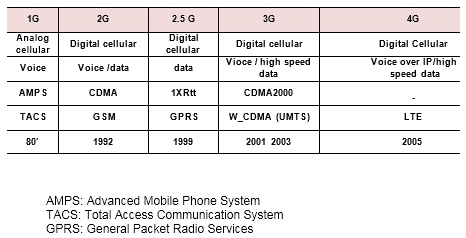 1G 2G 2.5 G 3G 4G
Analog cellular Digital cellular Digital cellular Digital cellular Digital Cellular
Voice Voice /data data Vioce / high speed data Voice over IP/high speed data
AMPS CDMA 1XRtt CDMA2000 -
TACS GSM GPRS W_CDMA (UMTS) LTE
80' 1992 1999 2001 2003 2005
AMPS: Advanced Mobile Phone System
TACS: Total Access Communication System
GPRS: General Packet Radio Services